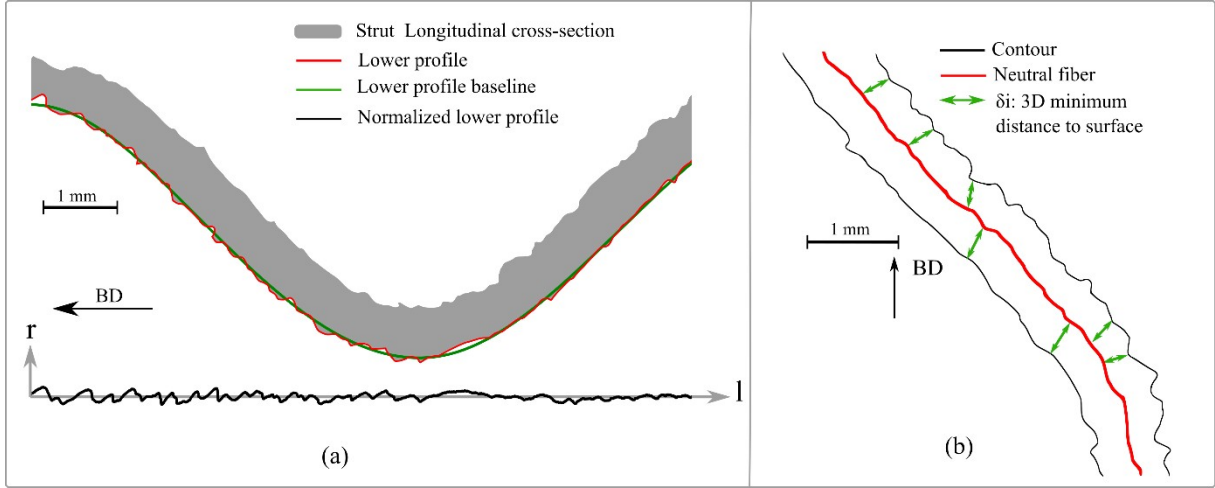 Strut Longitudinal cross-section
Lower profile
Lower profile baseline
Normalized lower profile
1 mm
BD
r
l
(a)
Contour
Neutral fiber
δi: 3D minimum
distance to surface
1 mm
BD
(b)